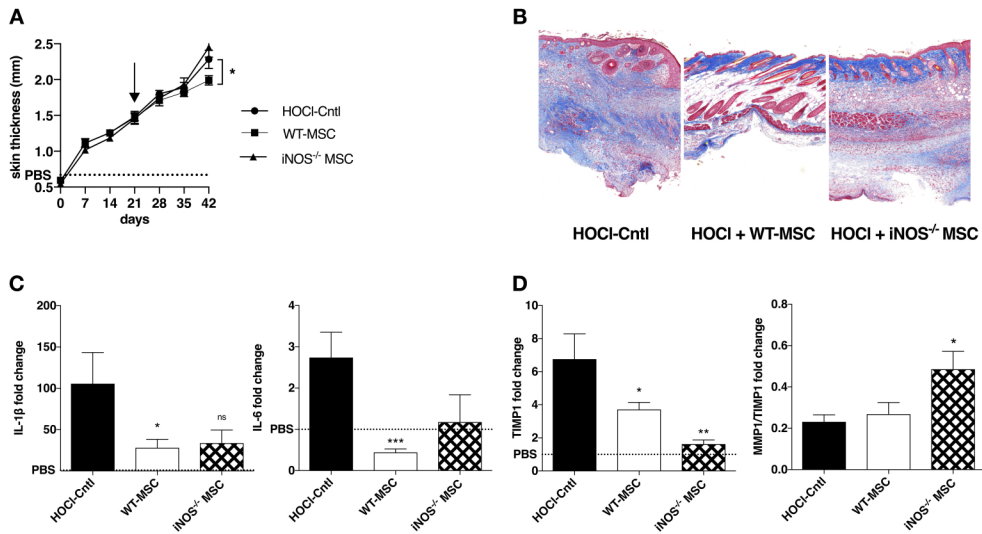 A
skin thickness (mm)
2.5
2.0
1.5
1.0
0.5
PBS
0 7 14 21 28 35 42
days
*
HOCl-Cntl
WT-MSC
iNOS⁻/⁻ MSC
B
HOCl-Cntl
HOCl + WT-MSC
HOCl + iNOS⁻/⁻ MSC
C
IL-1β fold change
200
150
100
50
PBS
*
ns
HOCl-Cntl
WT-MSC
iNOS⁻/⁻ MSC
IL-6 fold change
4
3
2
PBS
0
***
HOCl-Cntl
WT-MSC
iNOS⁻/⁻ MSC
D
TIMP1 fold change
10
8
6
4
2
PBS
0
*
**
HOCl-Cntl
WT-MSC
iNOS⁻/⁻ MSC
MMP1/TIMP1 fold change
0.8
0.6
0.4
0.2
0.0
*
HOCl-Cntl
WT-MSC
iNOS⁻/⁻ MSC